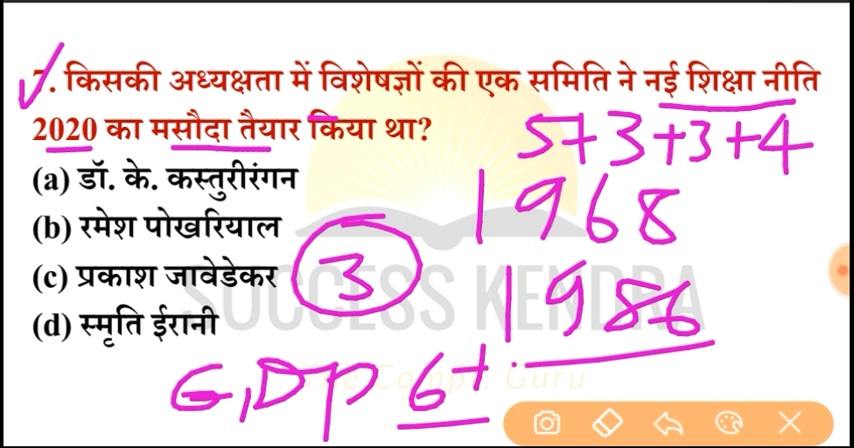 7. किसकी अध्यक्षता में विशेषज्ञों की एक समिति ने नई शिक्षा नीति
2020 का मसौदा तैयार किया था?
5+3+3+4
(a) डॉ. के. कस्तुरीरंगन
1968
(b) रमेश पोखरियाल
3
(c) प्रकाश जावेडेकर
SUCCESS KENDRA
1986
(d) स्मृति ईरानी
Guru
GDP 6+